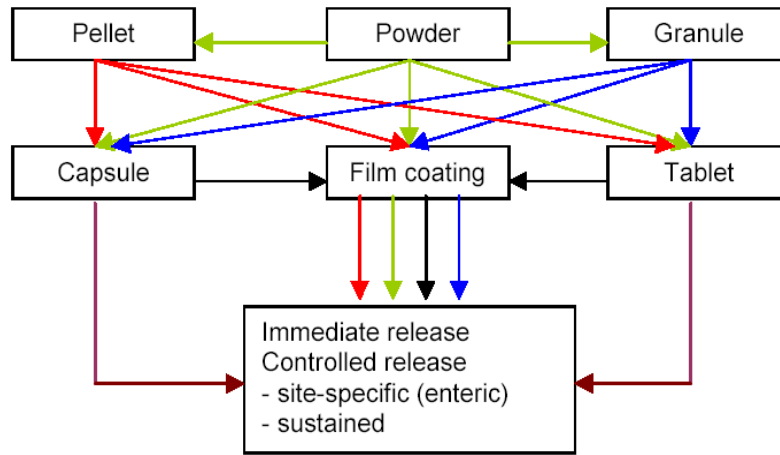 Pellet
Powder
Granule
Capsule
Film coating
Tablet
Immediate release
Controlled release
- site-specific (enteric)
- sustained